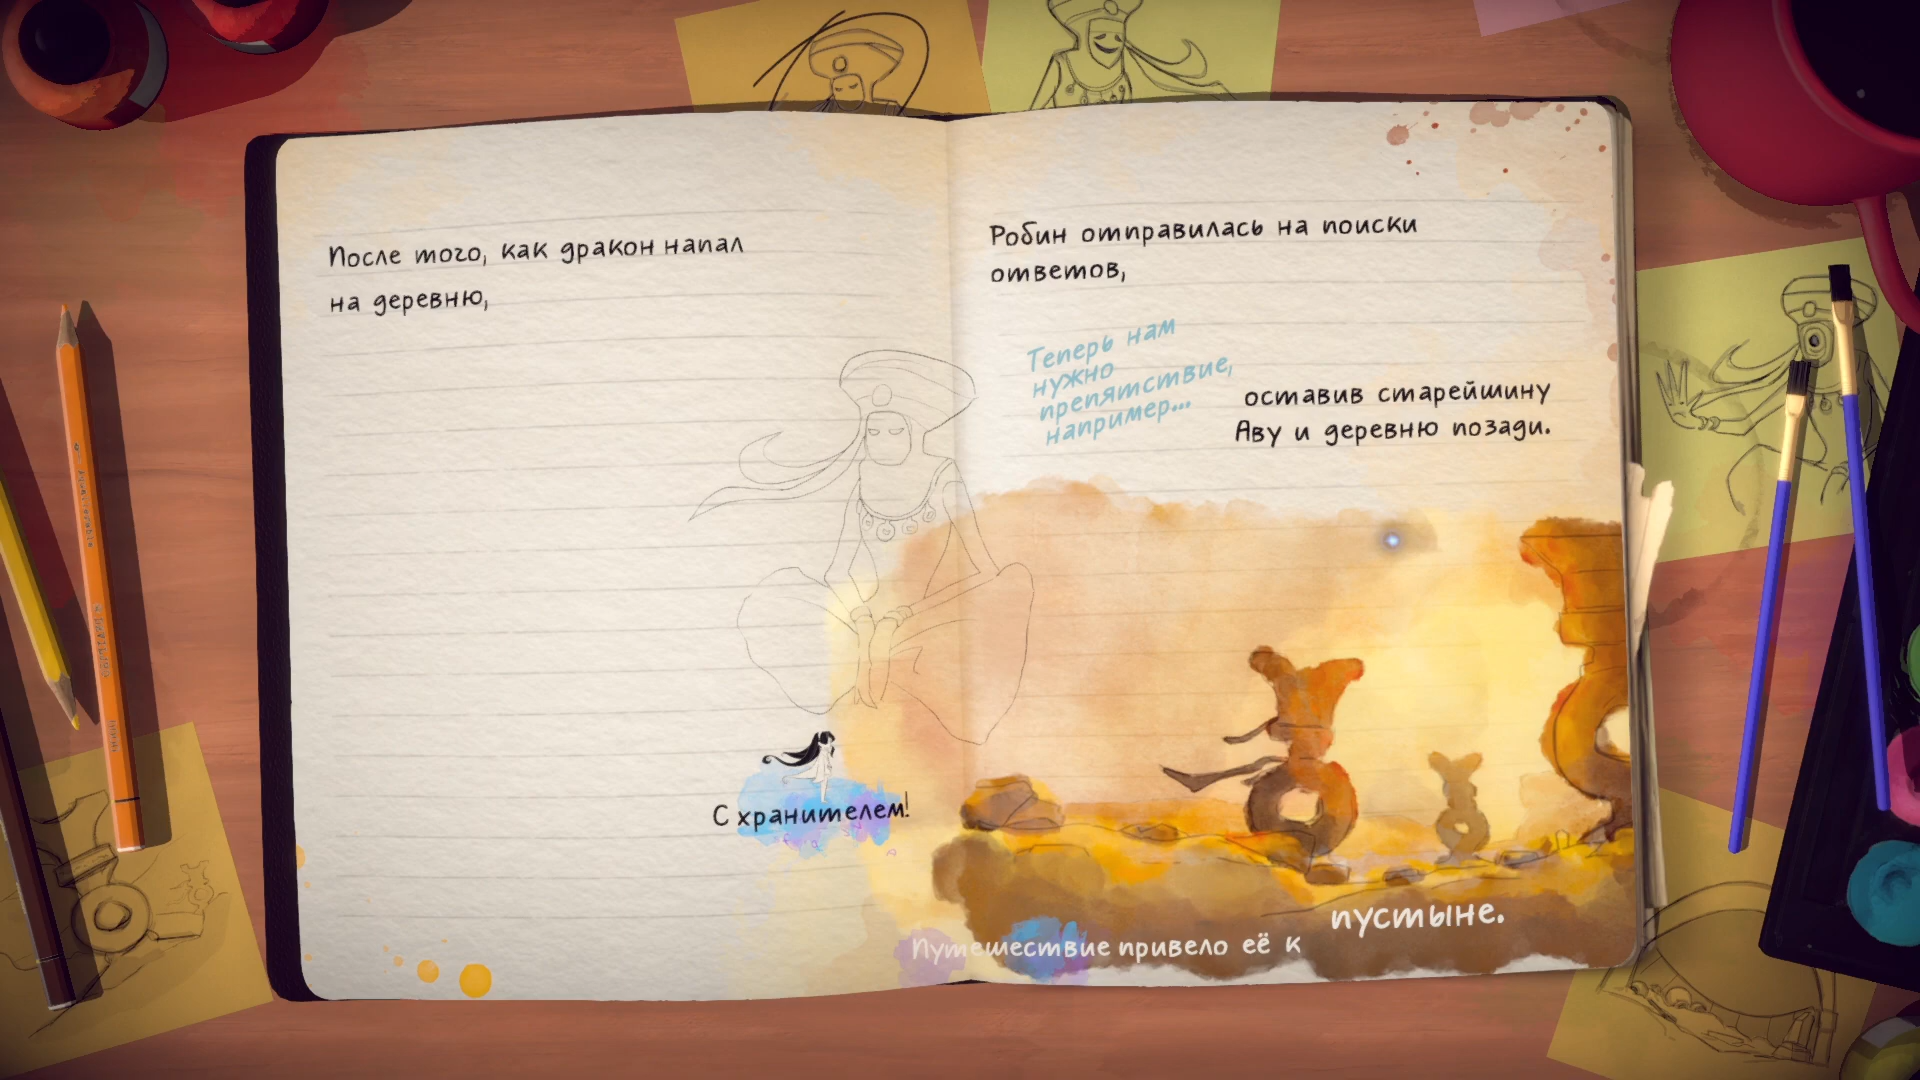 После того, как дракон напал
на деревню,
С хранителем!
Робин отправилась на поиски
ответов,
Теперь нам
нужно
препятствие,
например...
оставив старейшину
Аву и деревню позади.
Путешествие привело её к
пустыне.